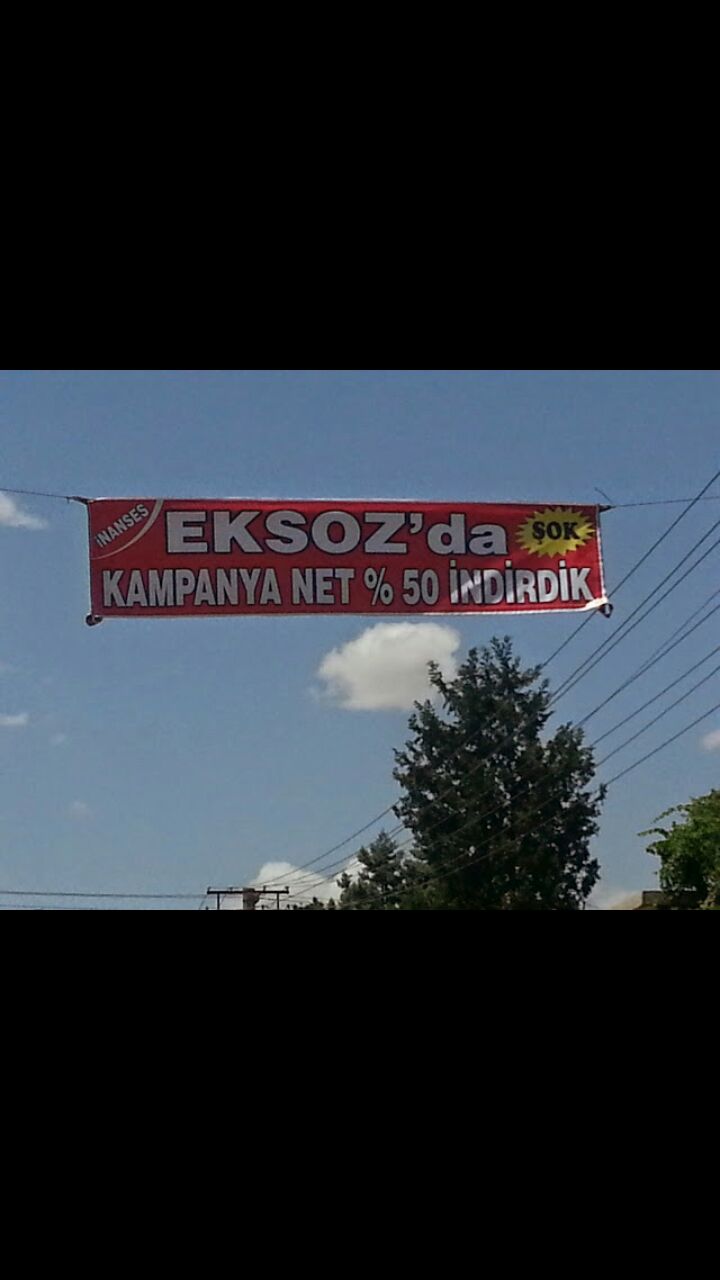 İNANSES
EKSOZ'da
ŞOK
KAMPANYA NET % 50 İNDİRDİK